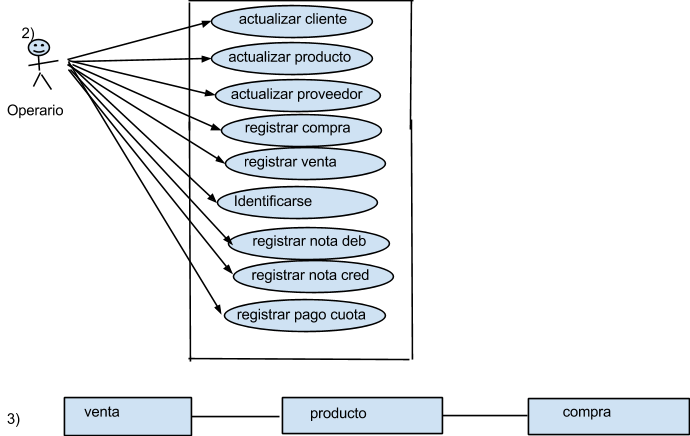 2)
Operario
actualizar cliente
actualizar producto
actualizar proveedor
registrar compra
registrar venta
Identificarse
registrar nota deb
registrar nota cred
registrar pago cuota
3)
venta
producto
compra